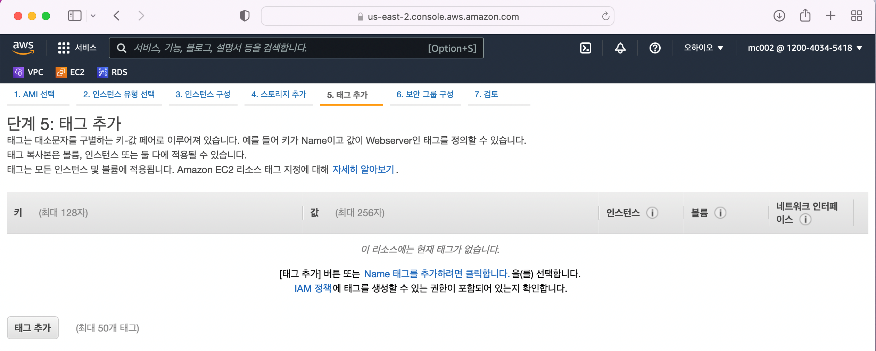 us-east-2.console.aws.amazon.com
aws 서비스 서비스, 기능, 블로그, 설명서 등을 검색합니다. [Option+S] 오하이오 mc002 @ 1200-4034-5418
VPC EC2 RDS
1. AMI 선택 2. 인스턴스 유형 선택 3. 인스턴스 구성 4. 스토리지 추가 5. 태그 추가 6. 보안 그룹 구성 7. 검토
단계 5: 태그 추가
태그는 대소문자를 구별하는 키-값 페어로 이루어져 있습니다. 예를 들어 키가 Name이고 값이 Webserver인 태그를 정의할 수 있습니다.
태그 복사본은 볼륨, 인스턴스 또는 둘 다에 적용될 수 있습니다.
태그는 모든 인스턴스 및 볼륨에 적용됩니다. Amazon EC2 리소스 태그 지정에 대해 자세히 알아보기.
키 (최대 128자) 값 (최대 256자) 인스턴스 볼륨 네트워크 인터페
이스
이 리소스에는 현재 태그가 없습니다.
[태그 추가] 버튼 또는 Name 태그를 추가하려면 클릭합니다.을(를) 선택합니다.
IAM 정책에 태그를 생성할 수 있는 권한이 포함되어 있는지 확인합니다.
태그 추가 (최대 50개 태그)